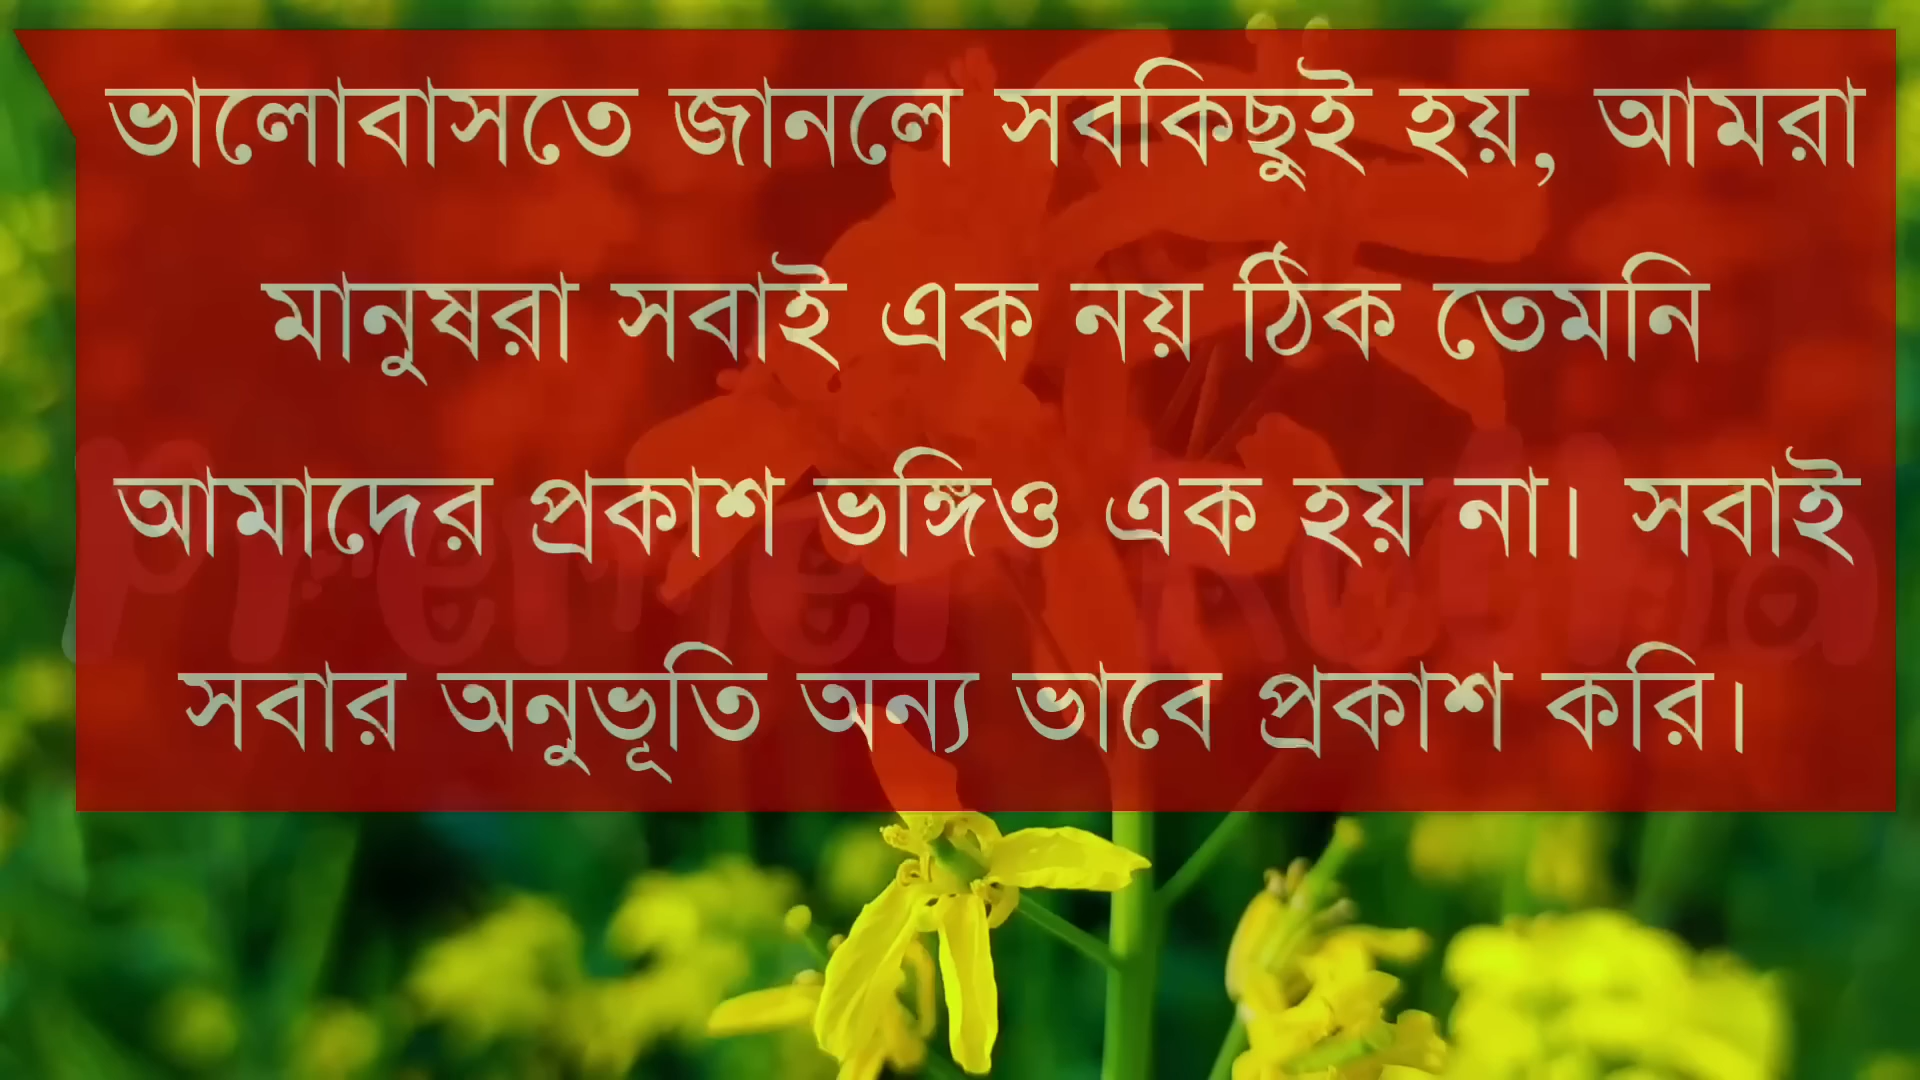 ভালোবাসতে জানলে সবকিছুই হয়, আমরা
মানুষরা সবাই এক নয় ঠিক তেমনি
আমাদের প্রকাশ ভঙ্গিও এক হয় না। সবাই
সবার অনুভূতি অন্য ভাবে প্রকাশ করি।